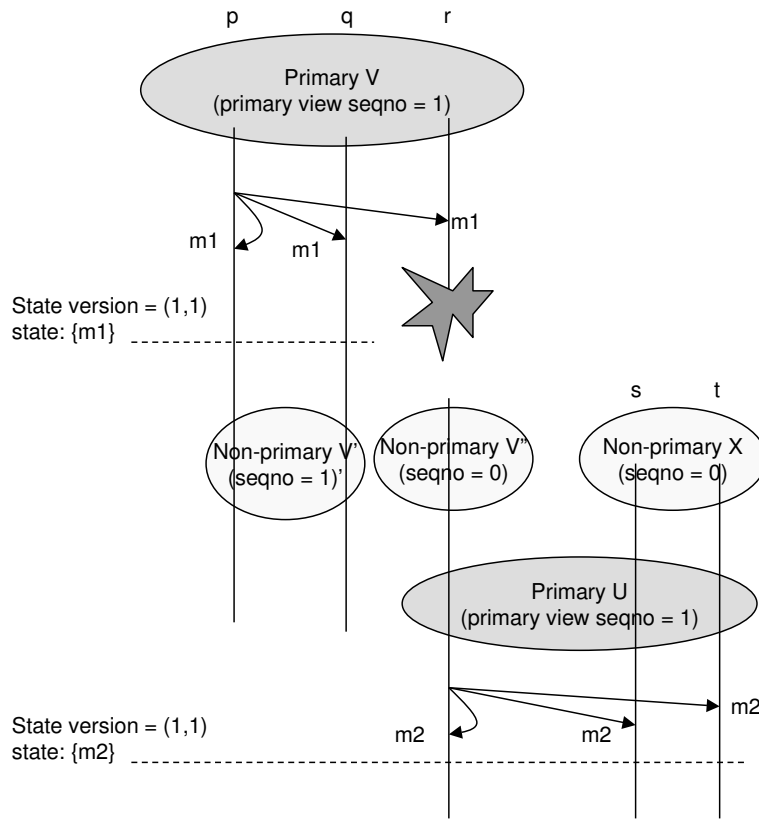 p q r
Primary V
(primary view seqno = 1)
m1
m1
m1
State version = (1,1)
state: {m1}
s t
Non-primary V'
(seqno = 1)'
Non-primary V"
(seqno = 0)
Non-primary X
(seqno = 0)
Primary U
(primary view seqno = 1)
m2
m2
m2
State version = (1,1)
state: {m2}